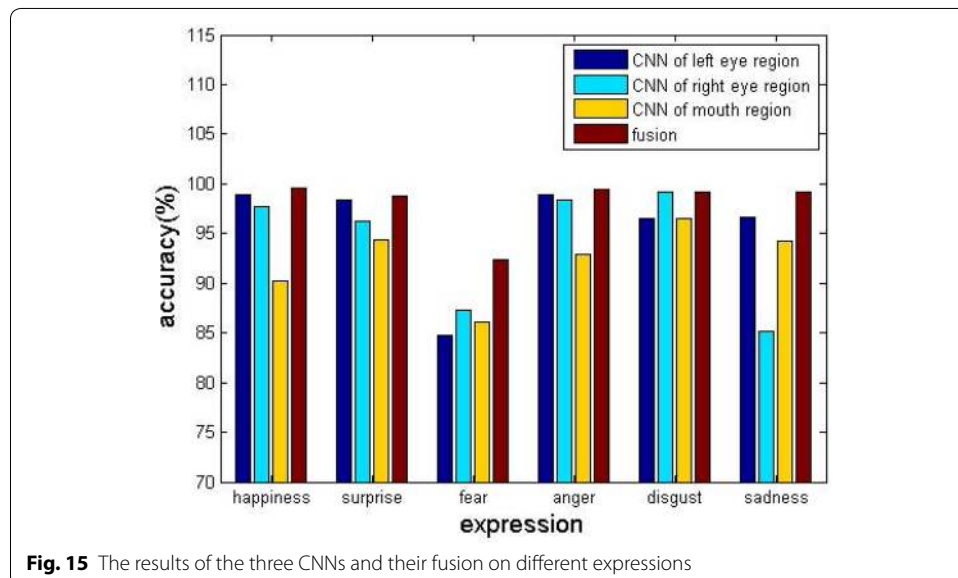 115
110
105
100
95
90
85
80
75
70
accuracy(%)
CNN of left eye region
CNN of right eye region
CNN of mouth region
fusion
happiness surprise fear anger disgust sadness
expression
Fig. 15 The results of the three CNNs and their fusion on different expressions